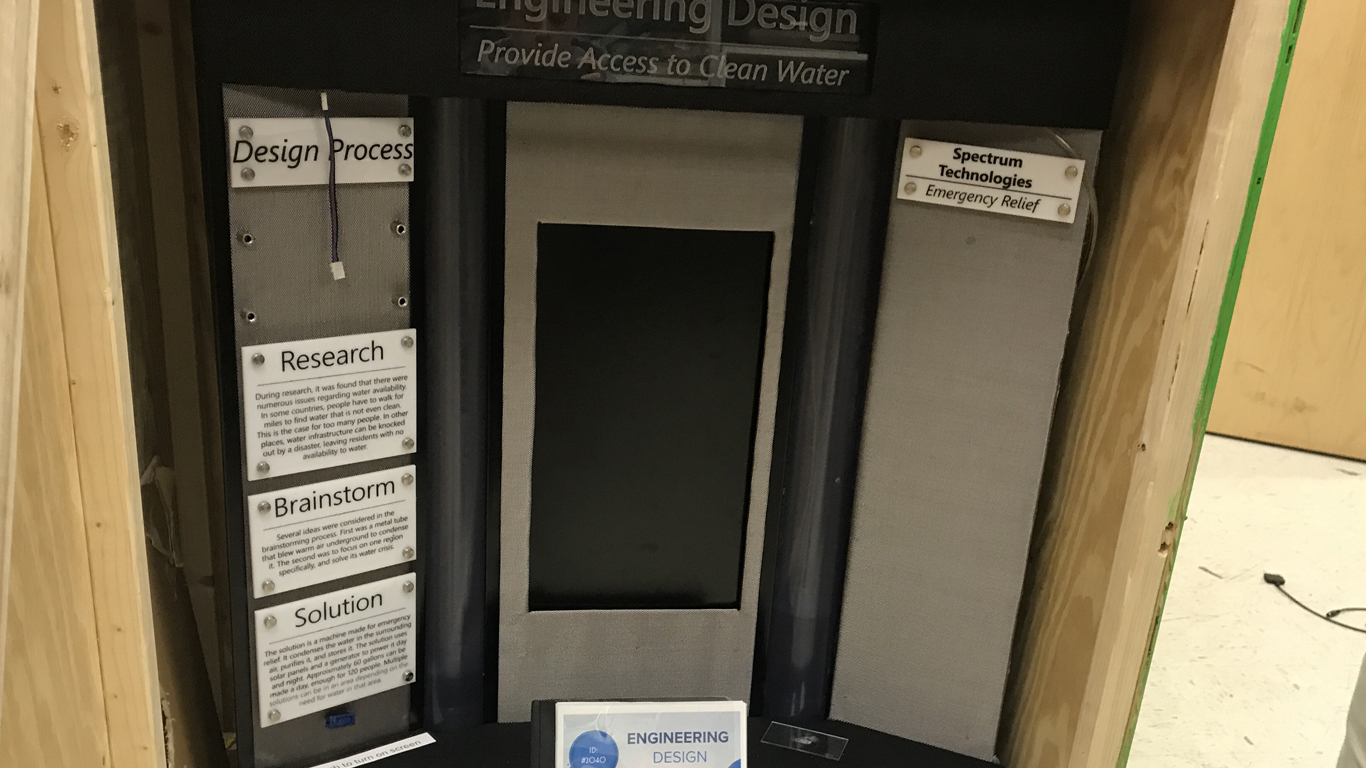 Engineering Design
Provide Access to Clean Water
Design Process
Research
During research, it was found that there were
numerous issues regarding water availability.
In some countries, people have to walk for
miles to find water that is not even clean.
This is the case for too many people. In other
places, water infrastructure can be knocked
out by a disaster, leaving residents with no
availability to water.
Brainstorm
Several ideas were considered in the
brainstorming process. First was a metal tube
that blew warm air underground to condense
it. The second was to focus on one region
specifically, and solve its water crisis.
Solution
The solution is a machine made for emergency
relief. It condenses the water in the surrounding
air, purifies it, and stores it. The solution uses
solar panels and a generator to power it day
and night. Approximately 60 gallons can be
made a day, enough for 120 people. Multiple
solutions can be in an area depending on the
need for water in that area.
to turn on screen
Spectrum
Technologies
Emergency Relief
ID:
#2040
ENGINEERING
DESIGN